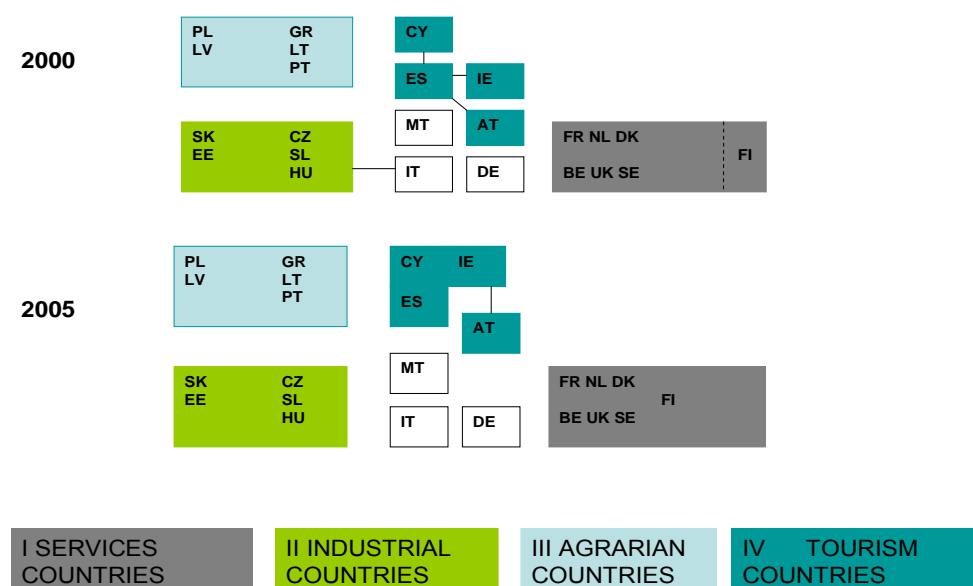 2000
PL GR
LV LT
PT
CY
ES IE
MT AT
SK CZ
EE SL
HU
IT DE
FR NL DK
FI
BE UK SE
2005
PL GR
LV LT
PT
CY IE
ES
AT
MT
SK CZ
EE SL
HU
IT DE
FR NL DK
FI
BE UK SE
I SERVICES
COUNTRIES
II INDUSTRIAL
COUNTRIES
III AGRARIAN
COUNTRIES
IV TOURISM
COUNTRIES